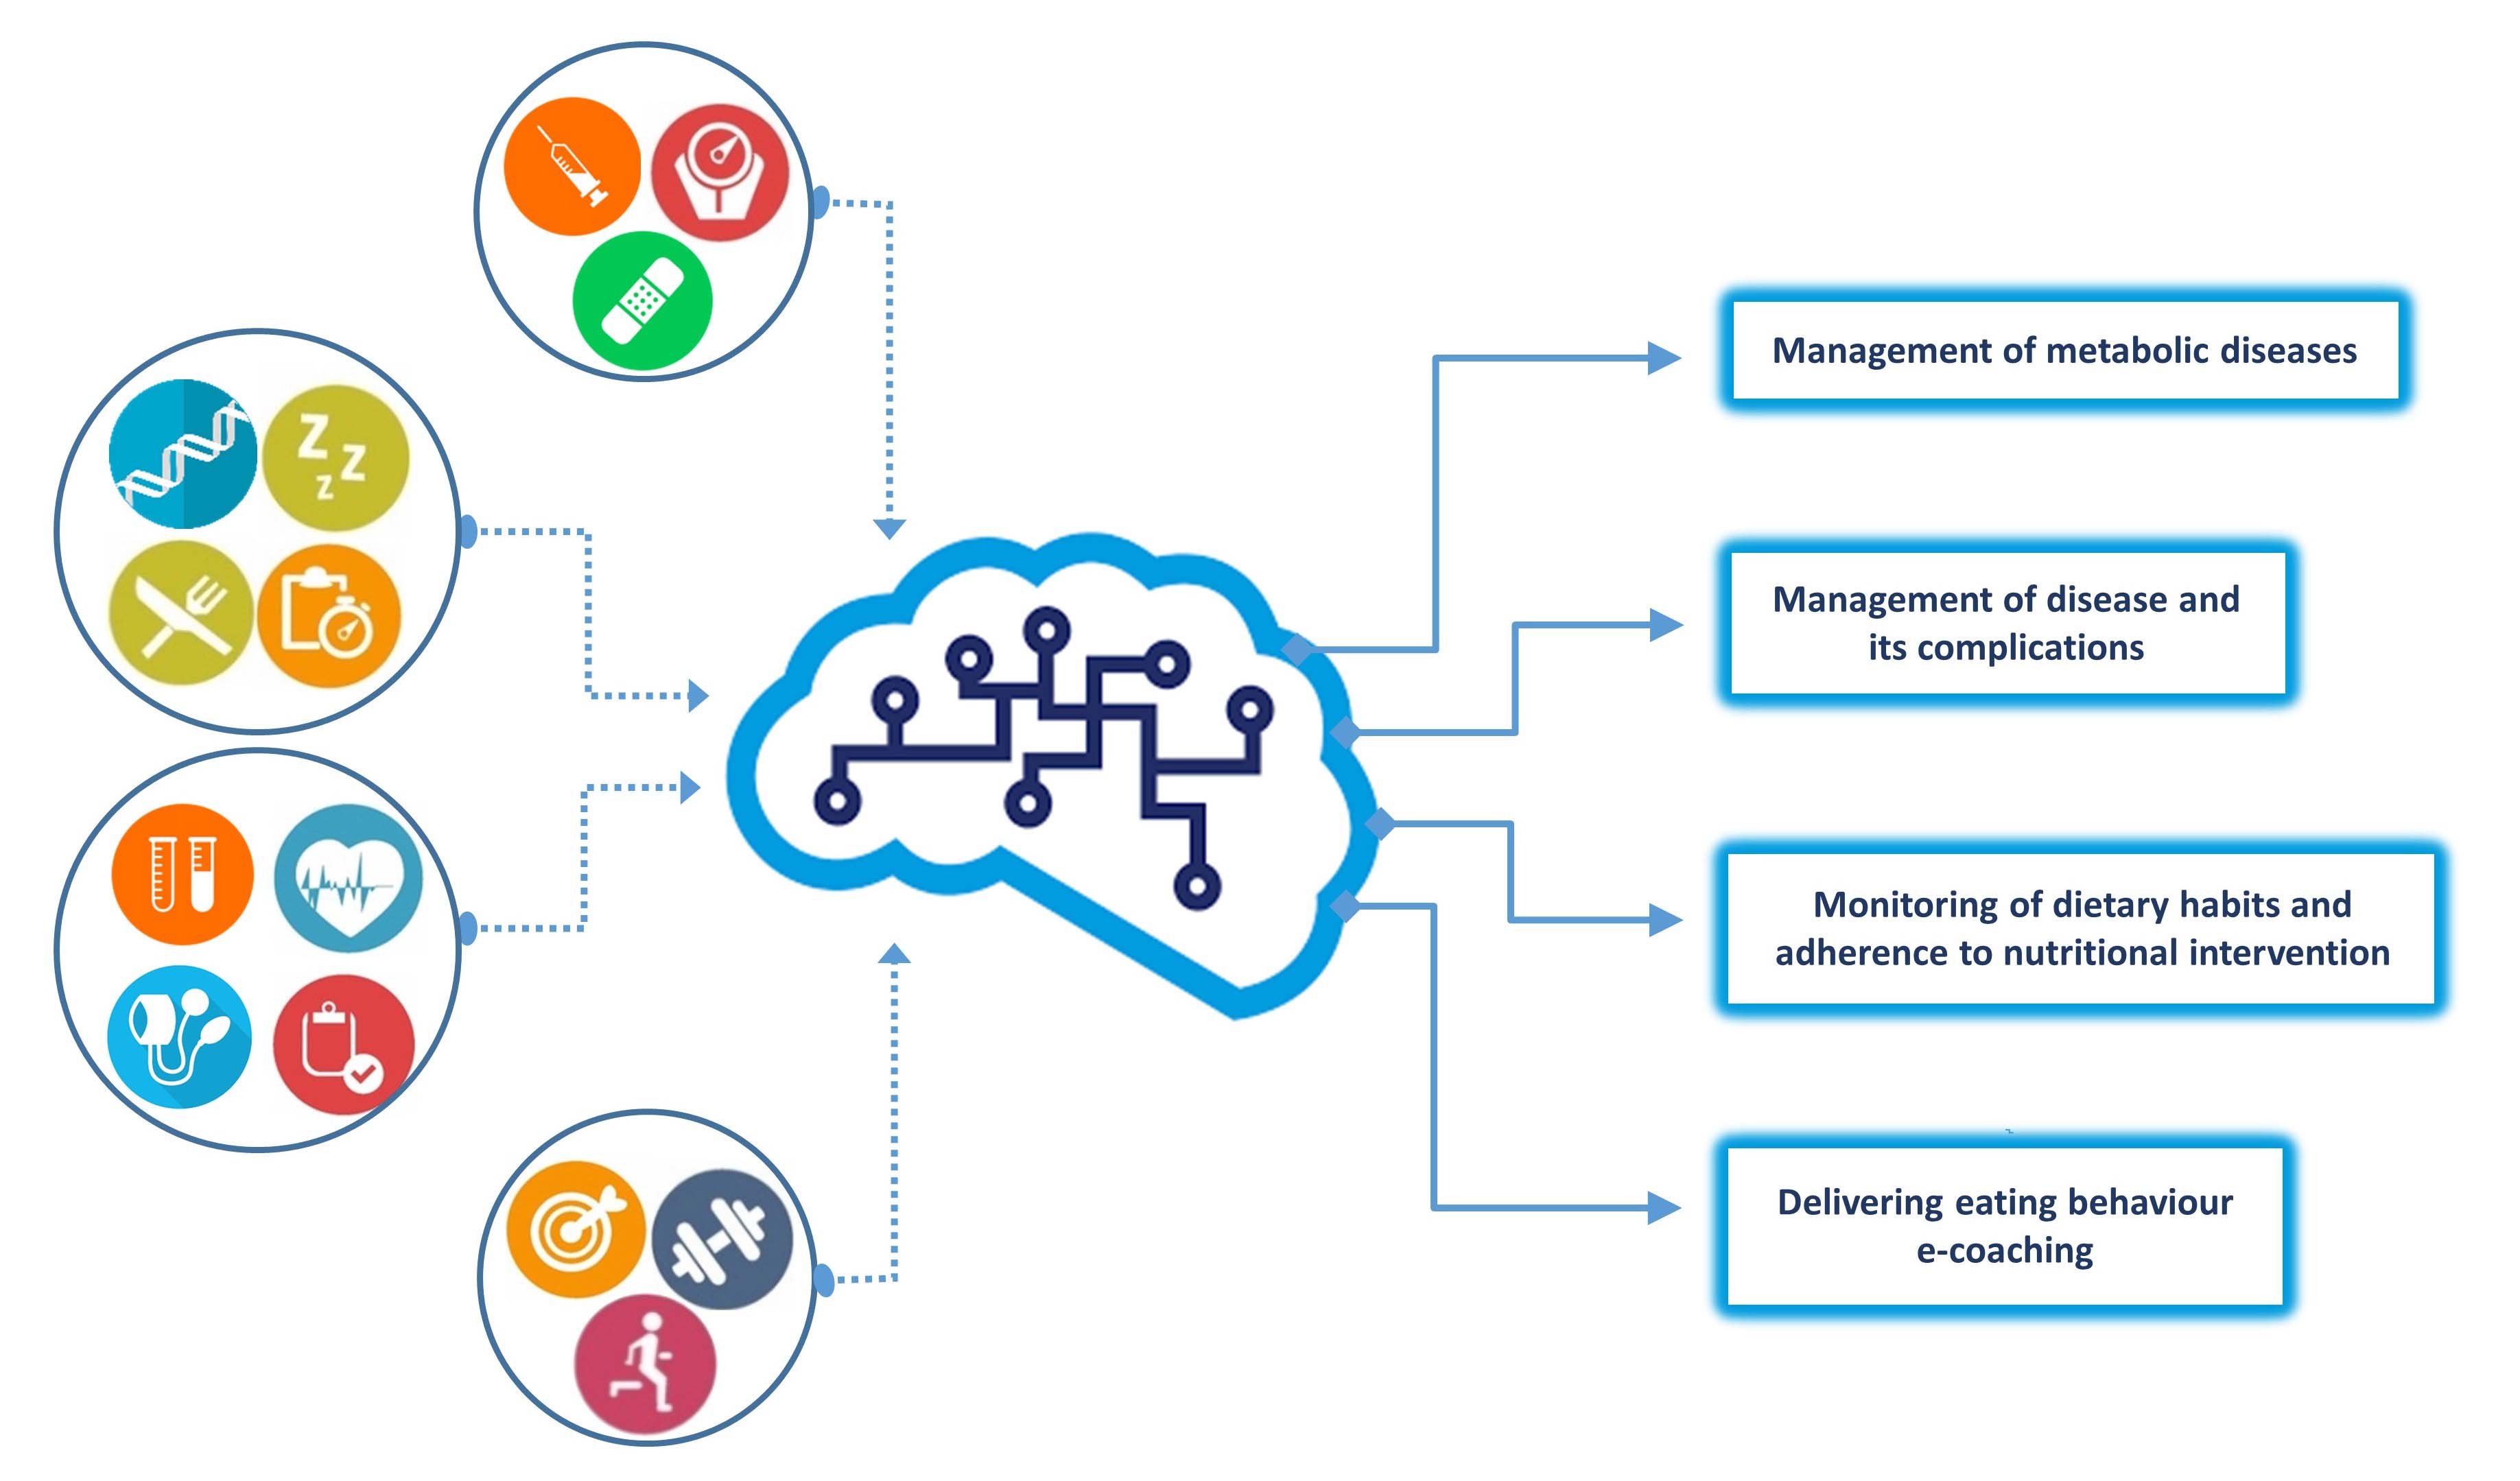 Z
Z
Z
Management of metabolic diseases
Management of disease and
its complications
Monitoring of dietary habits and
adherence to nutritional intervention
Delivering eating behaviour
e-coaching